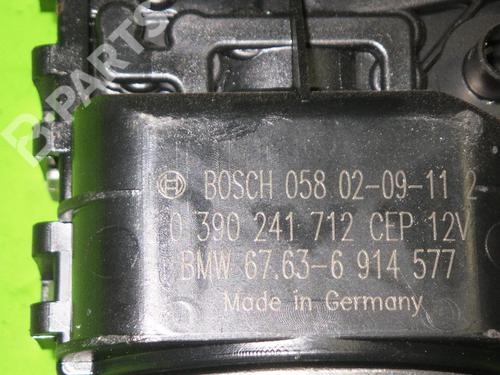 B-PARTS
BOSCH 058 02-09-11 2
0 390 241 712 CEP 12V
BMW 67.63-6 914 577
Made in Germany